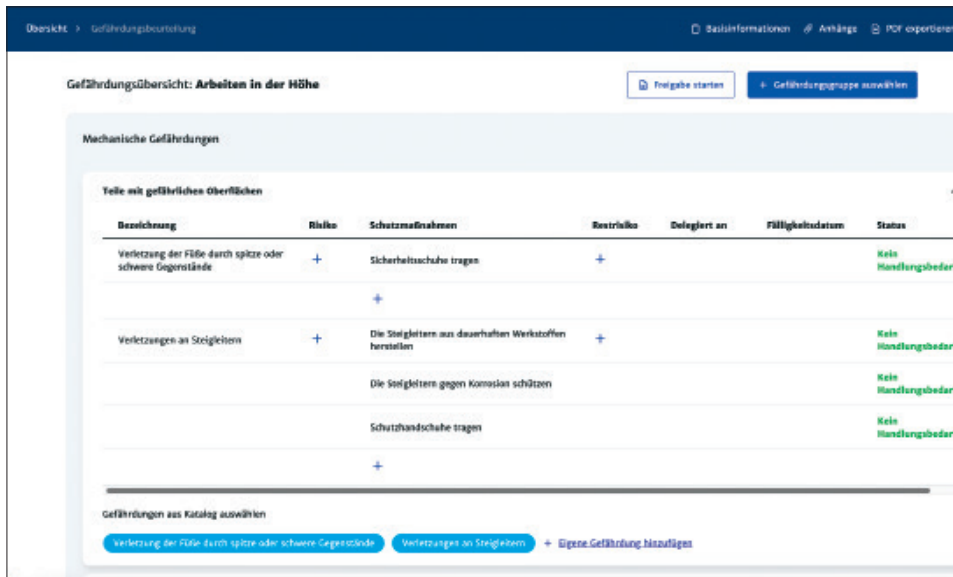 Übersicht > Gefährdungsbeurteilung
Basisinformationen Anhänge PDF exportieren
Gefährdungsübersicht: Arbeiten in der Höhe
Freigabe starten
+ Gefährdungsgruppe auswählen
Mechanische Gefährdungen
Teile mit gefährlichen Oberflächen
Bezeichnung Risiko Schutzmaßnahmen Restrisiko Delegiert an Fälligkeitsdatum Status
Verletzung der Füße durch spitze oder
schwere Gegenstände
+
Sicherheitsschuhe tragen
+
Kein
Handlungsbedar
+
Verletzungen an Steigleitern
+
Die Steigleitern aus dauerhaften Werkstoffen
herstellen
+
Kein
Handlungsbedar
Die Steigleitern gegen Korrosion schützen
Kein
Handlungsbedar
Schutzhandschuhe tragen
Kein
Handlungsbedar
+
Gefährdungen aus Katalog auswählen
Verletzung der Füße durch spitze oder schwere Gegenstände
Verletzungen an Steigleitern
+ Eigene Gefährdung hinzufügen